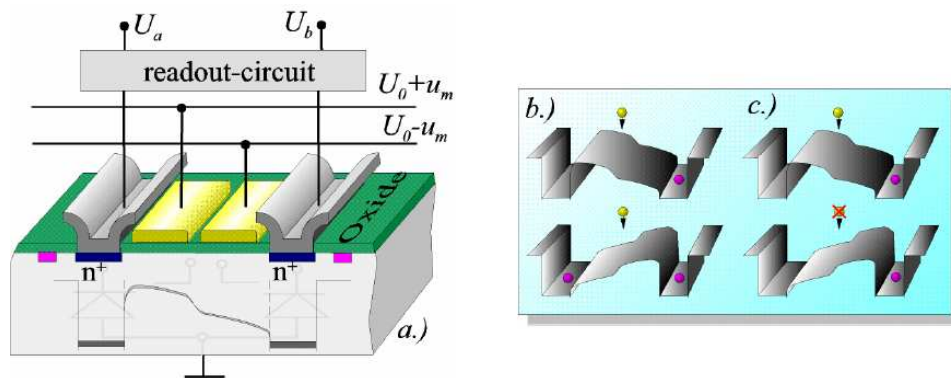 U_a
U_b
readout-circuit
U_0+u_m
U_0-u_m
Oxide
n^+
n^+
a.)
b.)
c.)